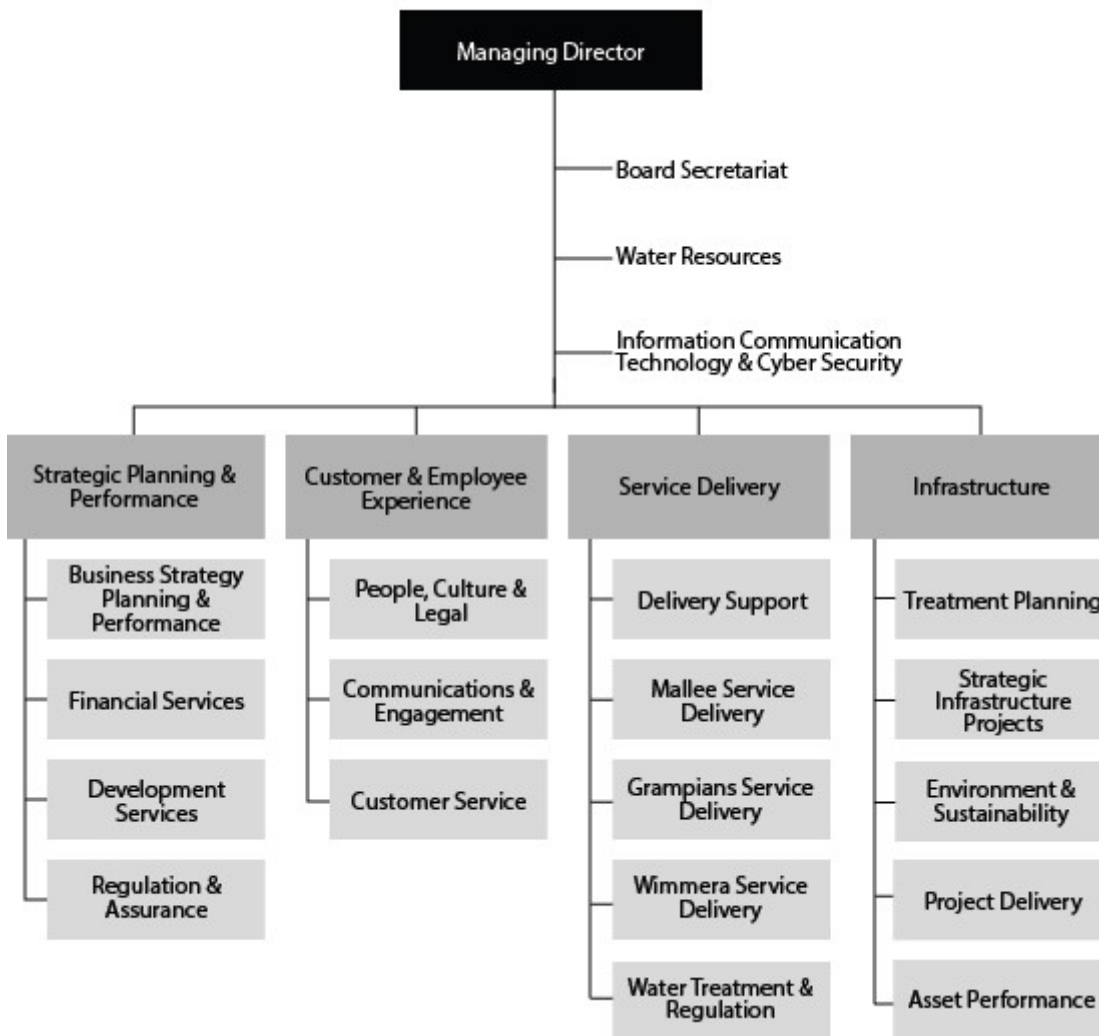 Managing Director
Board Secretariat
Water Resources
Information Communication
Technology & Cyber Security
Strategic Planning &
Performance
Business Strategy
Planning &
Performance
Financial Services
Development
Services
Regulation &
Assurance
Customer & Employee
Experience
People, Culture &
Legal
Communications &
Engagement
Customer Service
Service Delivery
Delivery Support
Mallee Service
Delivery
Grampians Service
Delivery
Wimmera Service
Delivery
Water Treatment &
Regulation
Infrastructure
Treatment Planning
Strategic
Infrastructure
Projects
Environment &
Sustainability
Project Delivery
Asset Performance